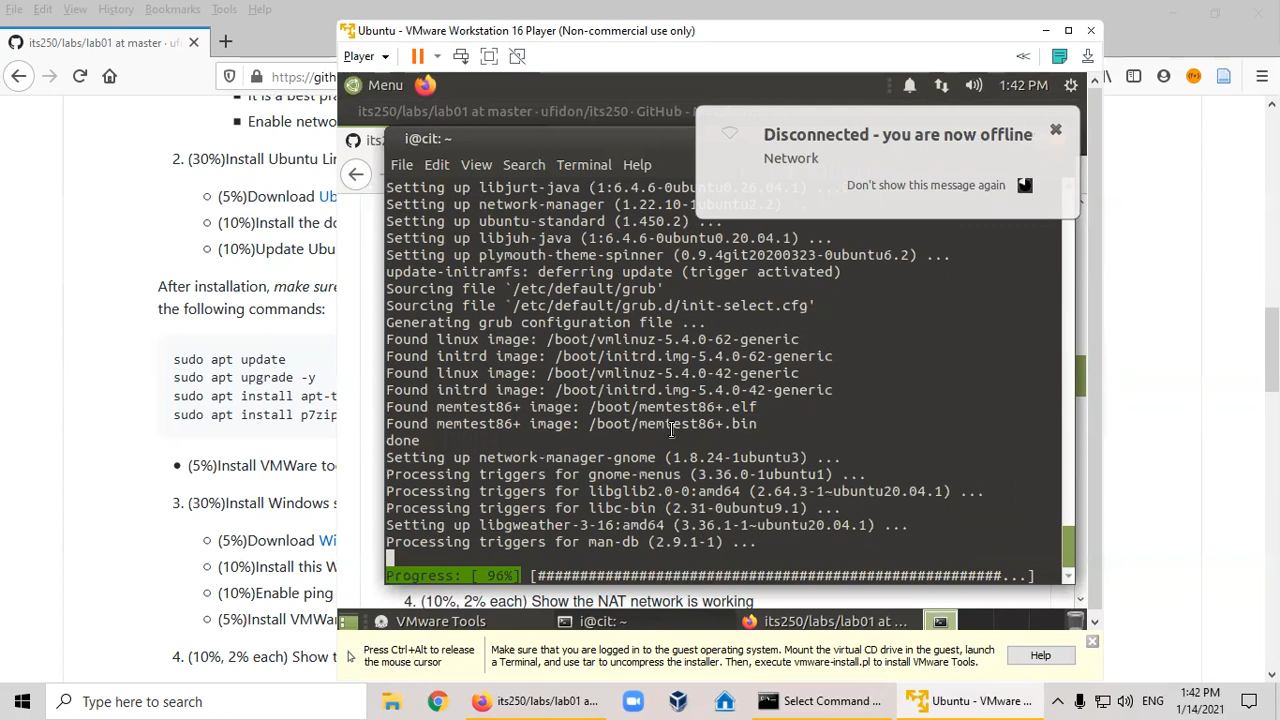 File Edit View History Bookmarks Tools Help
Ubuntu - VMware Workstation 16 Player (Non-commercial use only)
its250/labs/lab01 at master · uf
https://gith
Player
Menu
1:42 PM
its250/labs/lab01 at master · ufidon/its250 · GitHub -
Enable netwo
2. (30%)Install Ubuntu Lin
(5%)Download Ub
(10%)Install the do
(10%)Update Ubu
After installation, make sure
the following commands:
sudo apt update
sudo apt upgrade -y
sudo apt install apt-t
sudo apt install p7zip
(5%)Install VMWare too
3. (30%)Install Windows s
(5%)Download Wi
(10%)Install this W
(10%)Enable ping
(5%)Install VMWar
4. (10%, 2% each) Show t
i@cit: ~
File Edit View Search Terminal Help
Disconnected - you are now offline
Network
Don't show this message again
Setting up libjurt-java (1:6.4.6-0ubuntu0.26.04.1) ...
Setting up network-manager (1.22.10-1ubuntu2.2)
Setting up ubuntu-standard (1.450.2) ...
Setting up libjuh-java (1:6.4.6-0ubuntu0.20.04.1) ...
Setting up plymouth-theme-spinner (0.9.4git20200323-0ubuntu6.2) ...
update-initramfs: deferring update (trigger activated)
Sourcing file `/etc/default/grub'
Sourcing file `/etc/default/grub.d/init-select.cfg'
Generating grub configuration file ...
Found linux image: /boot/vmlinuz-5.4.0-62-generic
Found initrd image: /boot/initrd.img-5.4.0-62-generic
Found linux image: /boot/vmlinuz-5.4.0-42-generic
Found initrd image: /boot/initrd.img-5.4.0-42-generic
Found memtest86+ image: /boot/memtest86+.elf
Found memtest86+ image: /boot/memtest86+.bin
done
Setting up network-manager-gnome (1.8.24-1ubuntu3) ...
Processing triggers for gnome-menus (3.36.0-1ubuntu1) ...
Processing triggers for libglib2.0-0:amd64 (2.64.3-1~ubuntu20.04.1) ...
Processing triggers for libc-bin (2.31-0ubuntu9.1) ...
Setting up libgweather-3-16:amd64 (3.36.1-1~ubuntu20.04.1) ...
Processing triggers for man-db (2.9.1-1) ...
Progress: [ 96%] [#######################################################...]
4. (10%, 2% each) Show the NAT network is working
VMware Tools
i@cit: ~
its250/labs/lab01 at ...
Press Ctrl+Alt to release
the mouse cursor
Make sure that you are logged in to the guest operating system. Mount the virtual CD drive in the guest, launch
a Terminal, and use tar to uncompress the installer. Then, execute vmware-install.pl to install VMware Tools.
Help
Type here to search
its250/labs/lab01 a...
Select Command ...
Ubuntu - VMware ...
1:42 PM
1/14/2021